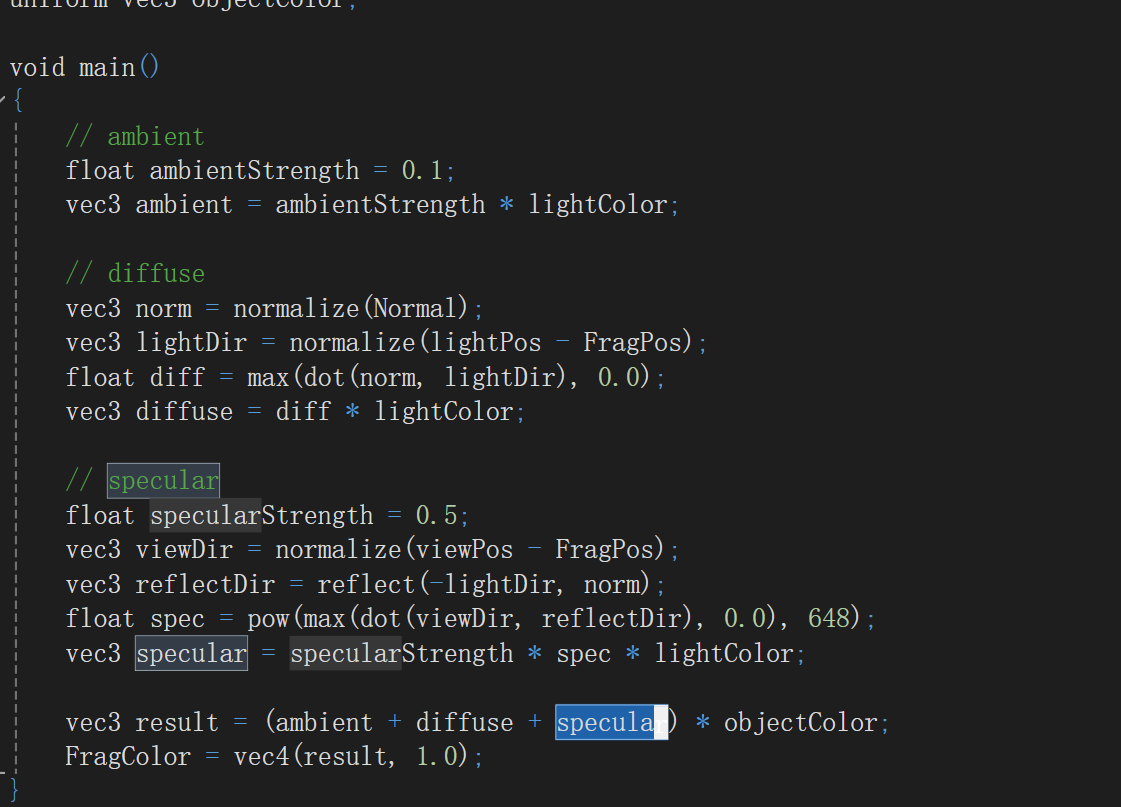 uniform vec3 objectColor;
void main()
{
// ambient
float ambientStrength = 0.1;
vec3 ambient = ambientStrength * lightColor;
// diffuse
vec3 norm = normalize(Normal);
vec3 lightDir = normalize(lightPos - FragPos);
float diff = max(dot(norm, lightDir), 0.0);
vec3 diffuse = diff * lightColor;
// specular
float specularStrength = 0.5;
vec3 viewDir = normalize(viewPos - FragPos);
vec3 reflectDir = reflect(-lightDir, norm);
float spec = pow(max(dot(viewDir, reflectDir), 0.0), 648);
vec3 specular = specularStrength * spec * lightColor;
vec3 result = (ambient + diffuse + specular) * objectColor;
FragColor = vec4(result, 1.0);
}